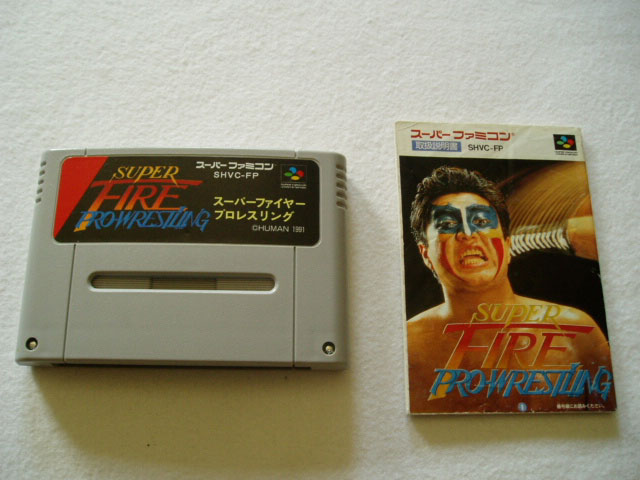 SUPER
FIRE
PRO-WRESTLING
スーパーファミコン
SHVC-FP
スーパーファイヤー
プロレスリング
©HUMAN 1991
スーパーファミコン
取扱説明書 SHVC-FP
SUPER
FIRE
PRO-WRESTLING